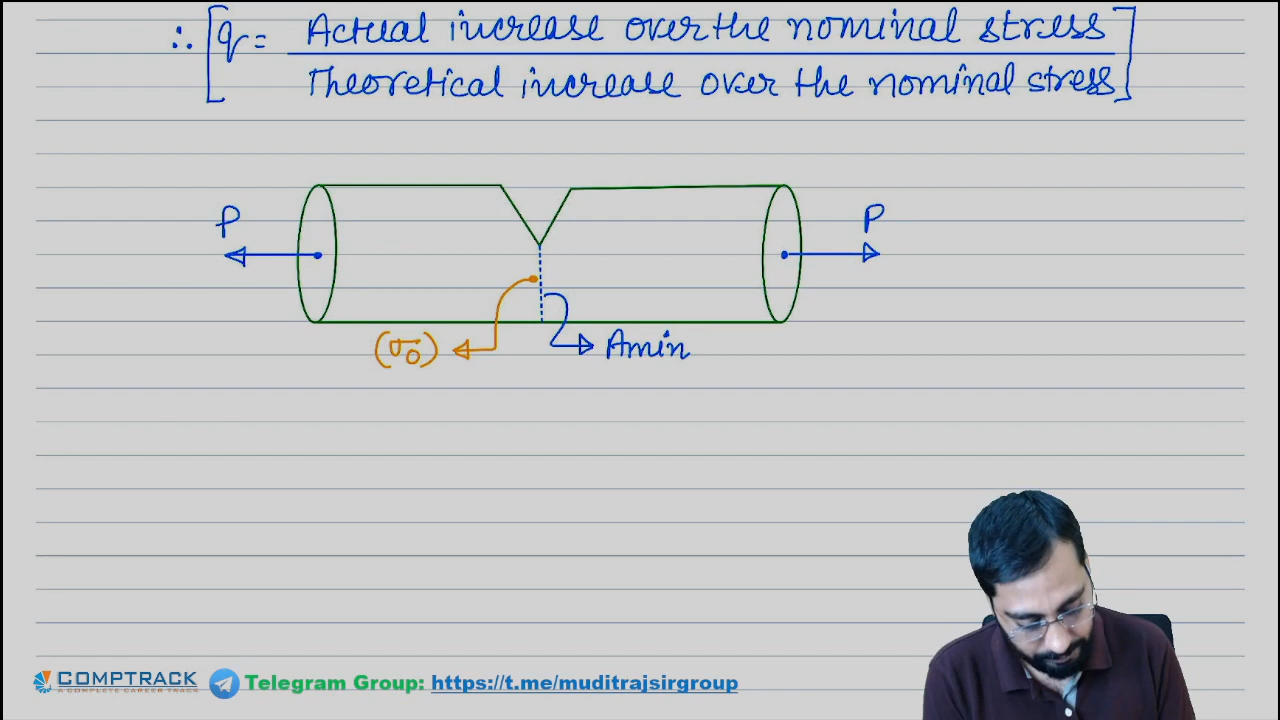 ∴ [q = Actual increase over the nominal stress
Theoretical increase over the nominal stress]
P
P
(σ₀)
Amin
COMPTRACK
A COMPLETE CAREER TRACK
Telegram Group: https://t.me/muditrajsirgroup